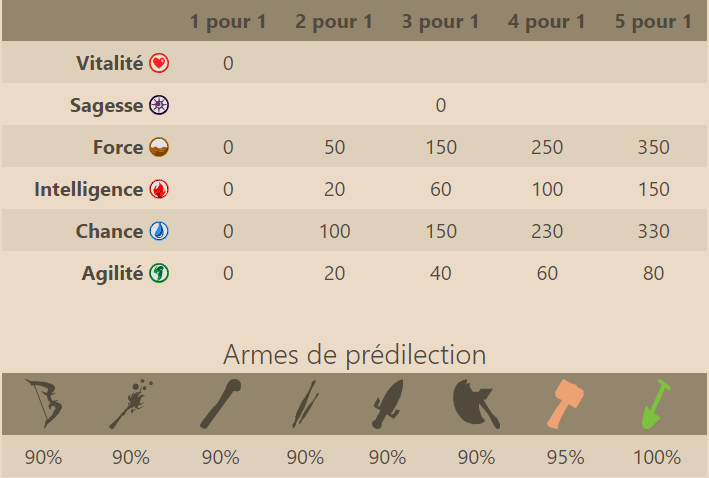 1 pour 1 2 pour 1 3 pour 1 4 pour 1 5 pour 1
Vitalité 0
Sagesse 0
Force 0 50 150 250 350
Intelligence 0 20 60 100 150
Chance 0 100 150 230 330
Agilité 0 20 40 60 80
Armes de prédilection
90% 90% 90% 90% 90% 90% 95% 100%